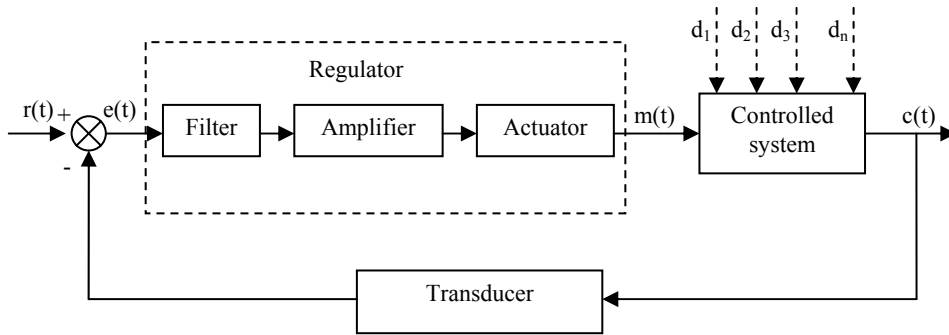 d1 d2 d3 dn
Regulator
r(t) + e(t) Filter Amplifier Actuator m(t) Controlled system c(t)
-
Transducer